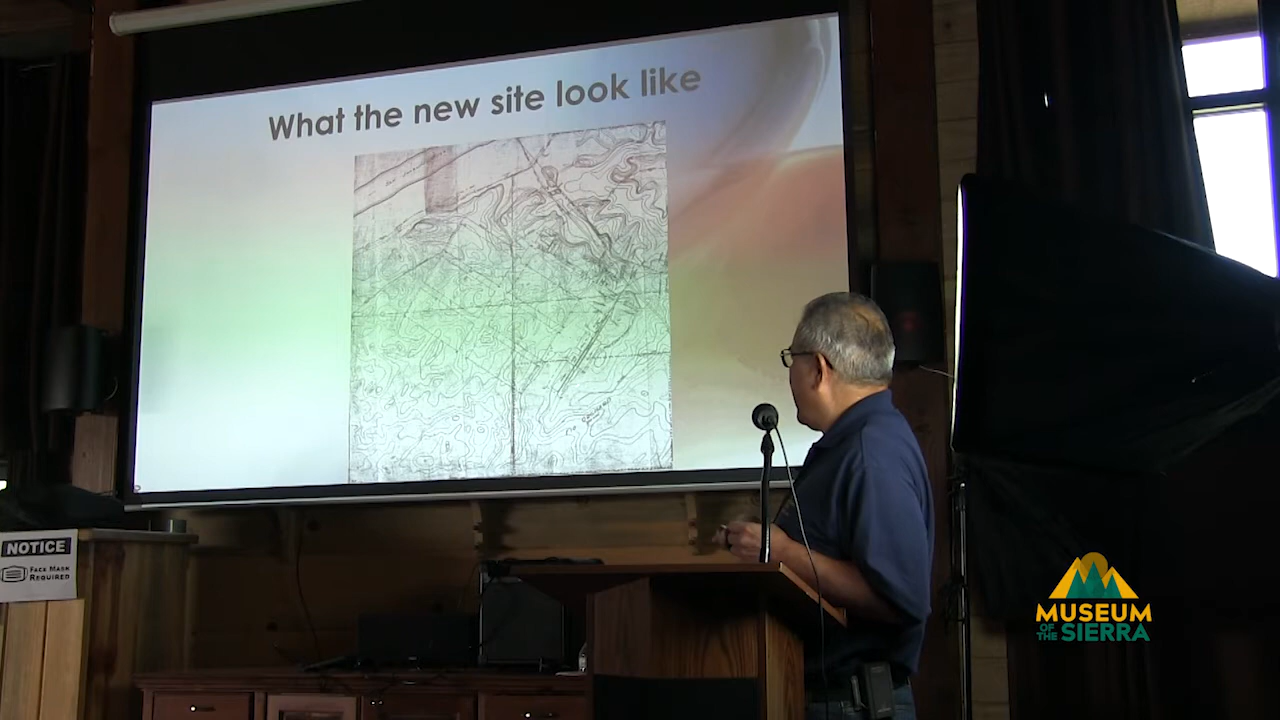 What the new site look like
NOTICE
FACE MASK
REQUIRED
MUSEUM
OF THE SIERRA